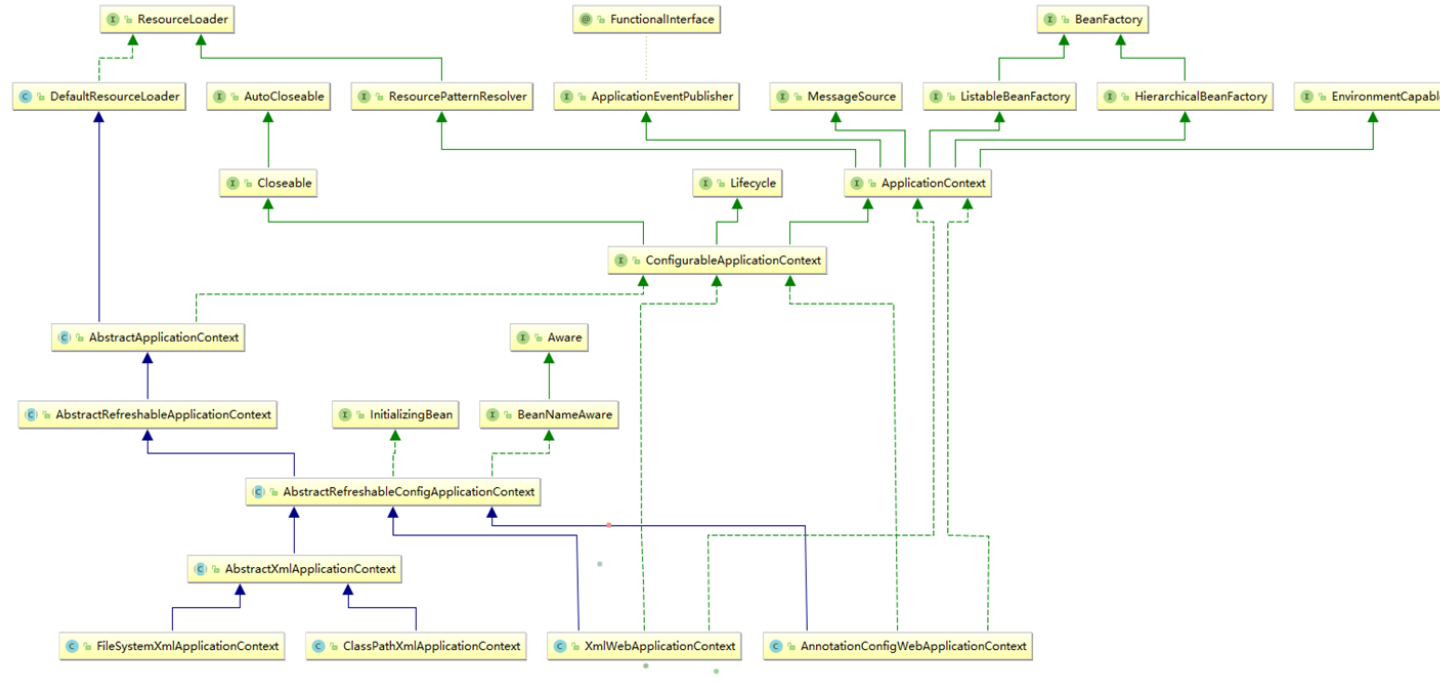 ResourceLoader
FunctionalInterface
BeanFactory
DefaultResourceLoader
AutoCloseable
ResourcePatternResolver
ApplicationEventPublisher
MessageSource
ListableBeanFactory
HierarchicalBeanFactory
EnvironmentCapabl
Closeable
Lifecycle
ApplicationContext
ConfigurableApplicationContext
AbstractApplicationContext
Aware
AbstractRefreshableApplicationContext
InitializingBean
BeanNameAware
AbstractRefreshableConfigApplicationContext
AbstractXmlApplicationContext
FileSystemXmlApplicationContext
ClassPathXmlApplicationContext
XmlWebApplicationContext
AnnotationConfigWebApplicationContext